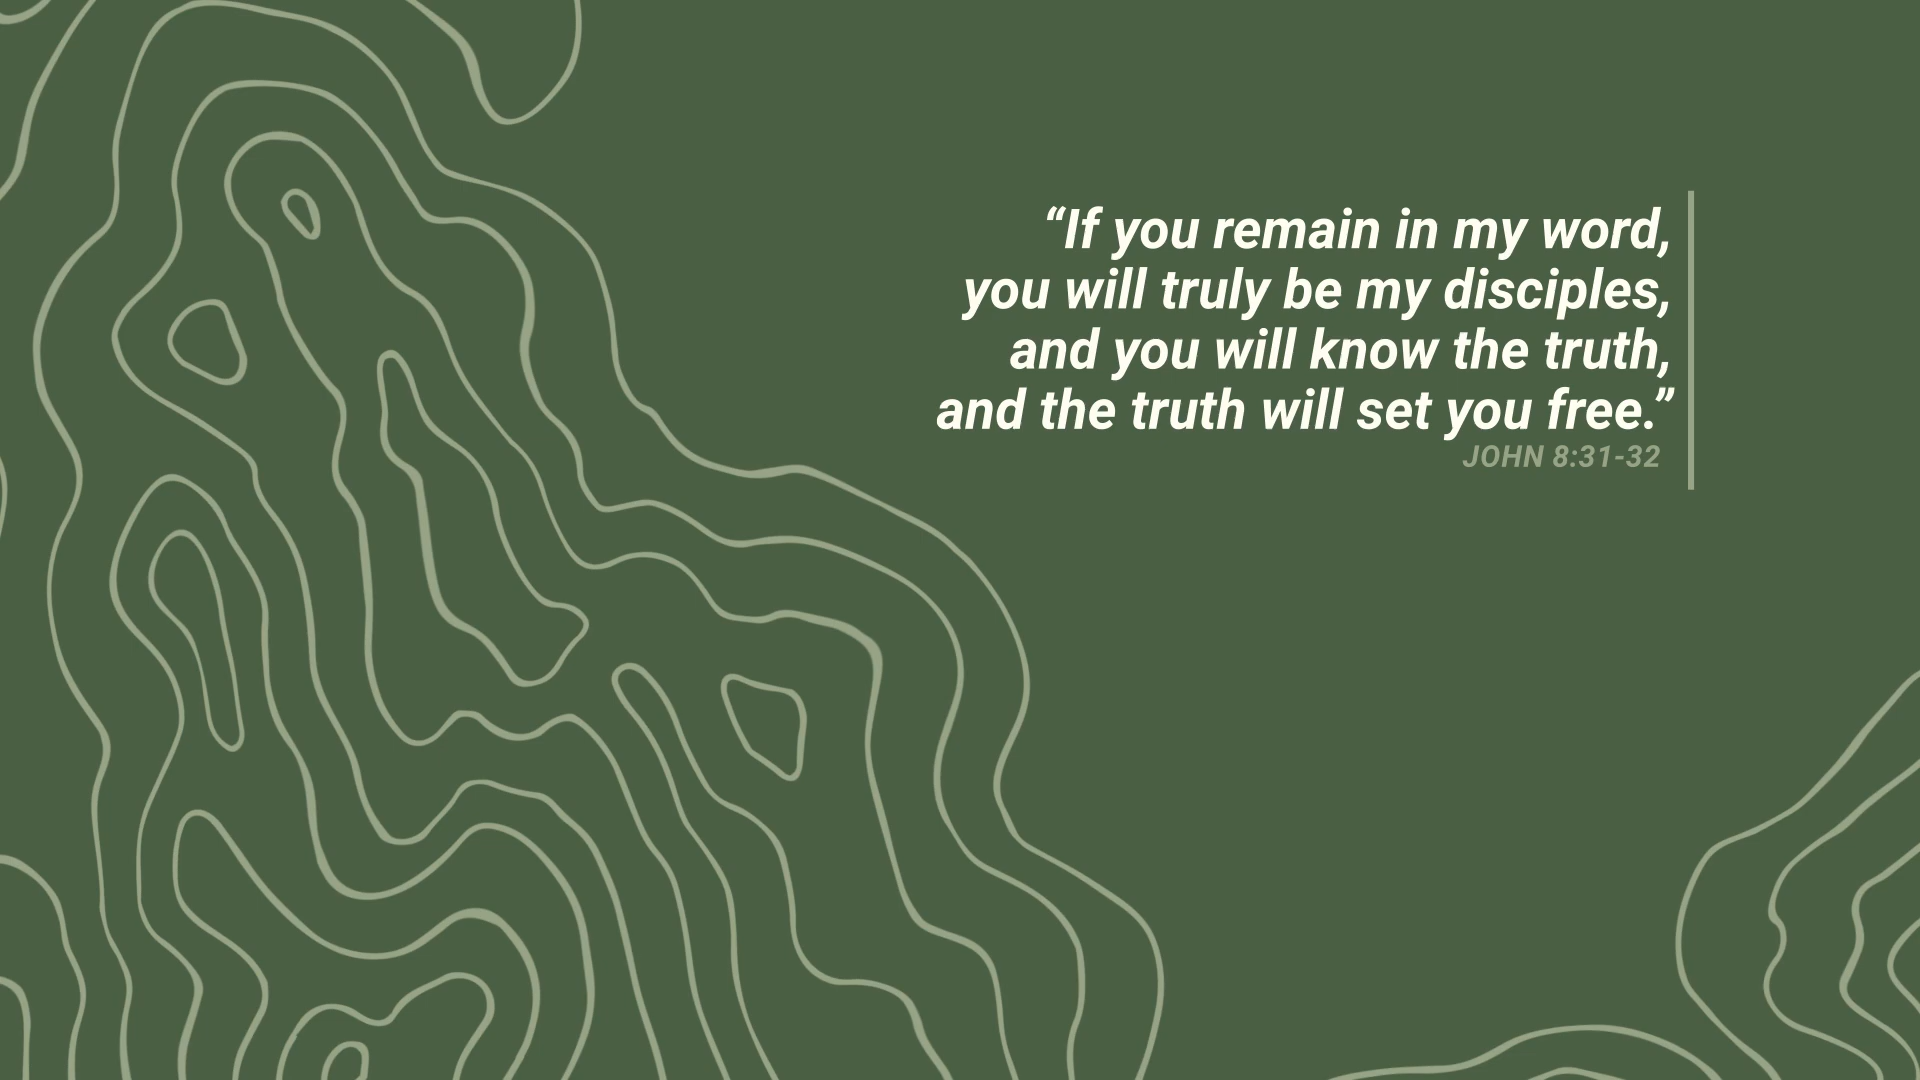 “If you remain in my word,
you will truly be my disciples,
and you will know the truth,
and the truth will set you free.”
JOHN 8:31-32